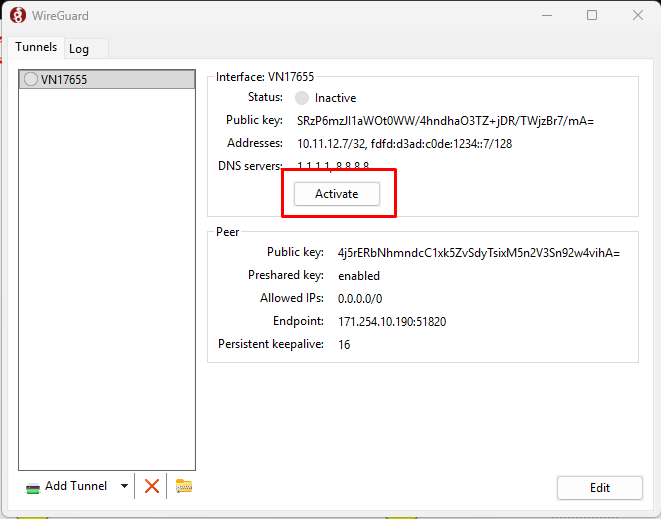 WireGuard
Tunnels Log
VN17655
Interface: VN17655
Status: Inactive
Public key: SRzP6mzJI1aWOt0WW/4hndhaO3TZ+jDR/TWjzBr7/mA=
Addresses: 10.11.12.7/32, fdfd:d3ad:c0de:1234::7/128
DNS servers: 1.1.1.1, 8.8.8.8
Activate
Peer
Public key: 4j5rERbNhmndcC1xk5ZvSdyTsixM5n2V3Sn92w4vihA=
Preshared key: enabled
Allowed IPs: 0.0.0.0/0
Endpoint: 171.254.10.190:51820
Persistent keepalive: 16
Add Tunnel
Edit